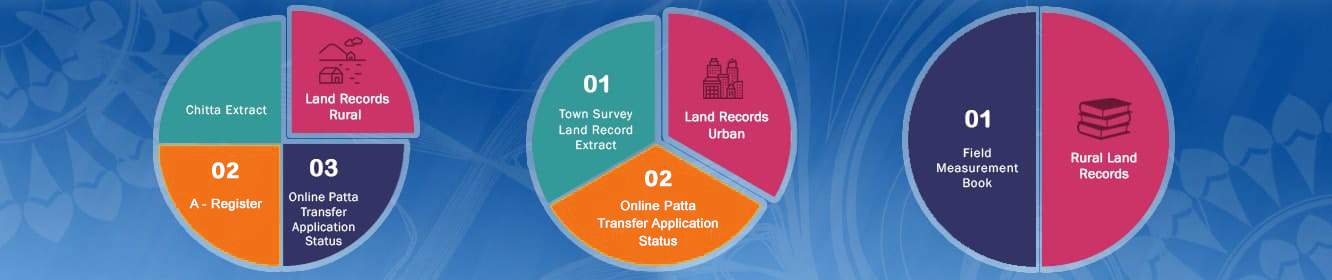 Chitta Extract
Land Records
Rural
02
A - Register
03
Online Patta
Transfer
Application
Status
01
Town Survey
Land Record
Extract
Land Records
Urban
02
Online Patta
Transfer Application
Status
01
Field
Measurement
Book
Rural Land
Records